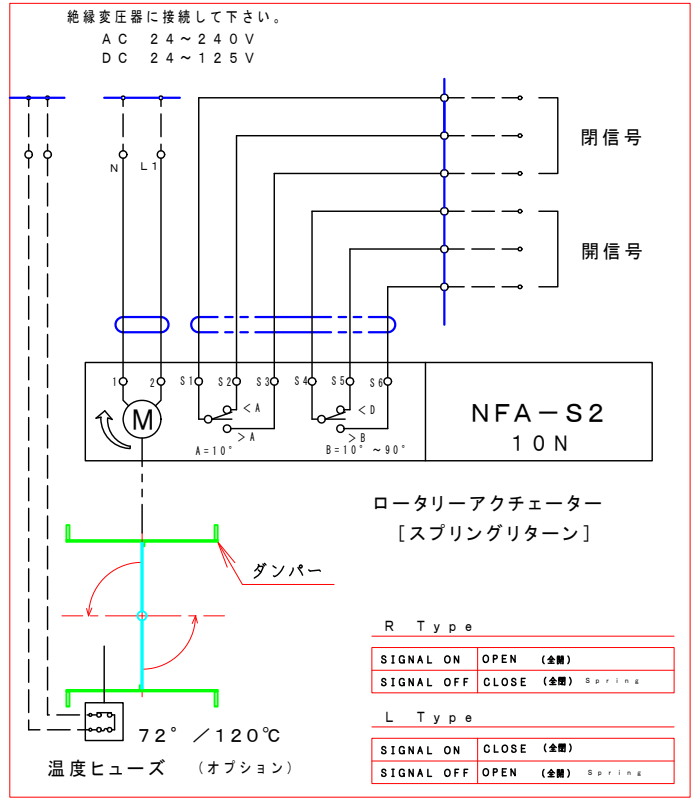 絶縁変圧器に接続して下さい。
AC 24~240V
DC 24~125V
閉信号
N L1
開信号
1 2 S1 S2 S3 S4 S5 S6
M
<A
>A
A=10°
<D
>B
B=10°~90°
NFA-S2
10N
ロータリーアクチェーター
[スプリングリターン]
ダンパー
R Type
SIGNAL ON OPEN (全開)
SIGNAL OFF CLOSE (全閉) Spring
L Type
SIGNAL ON CLOSE (全閉)
SIGNAL OFF OPEN (全開) Spring
72° /120℃
温度ヒューズ (オプション)